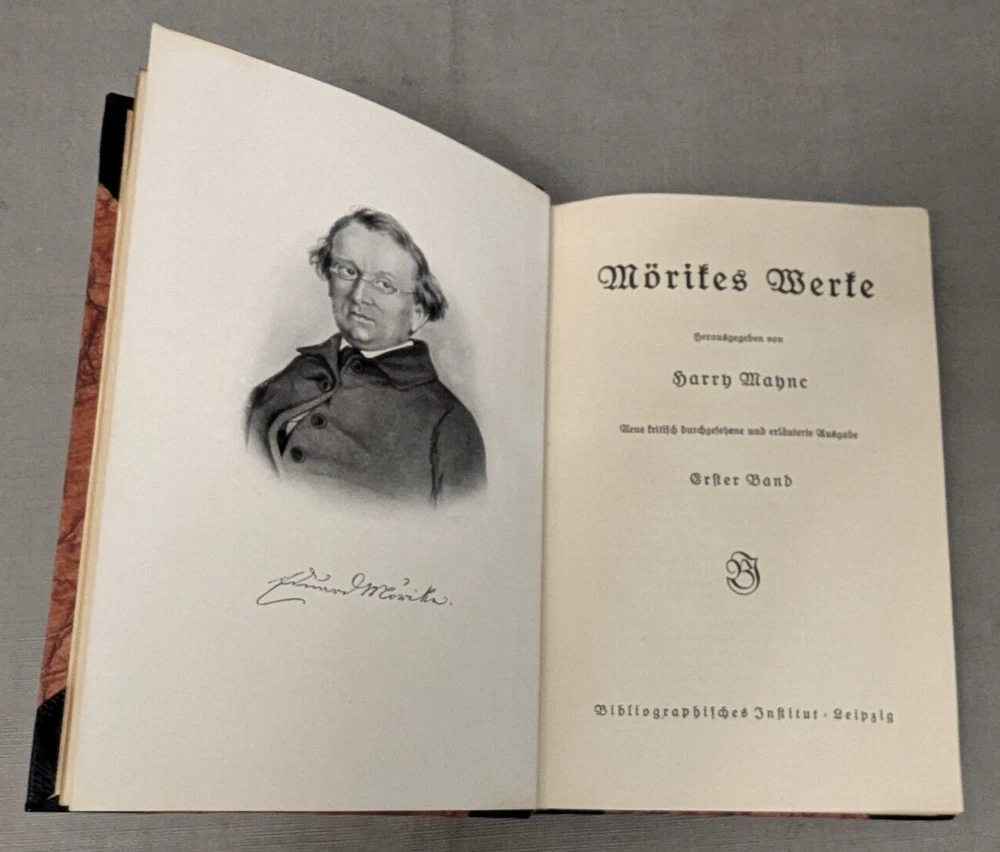 Eduard Mörike.
Mörikes Werke
Herausgegeben von
Harry Maync
Neue kritisch durchgesehene und erläuterte Ausgabe
Erster Band
BI
Bibliographisches Institut · Leipzig